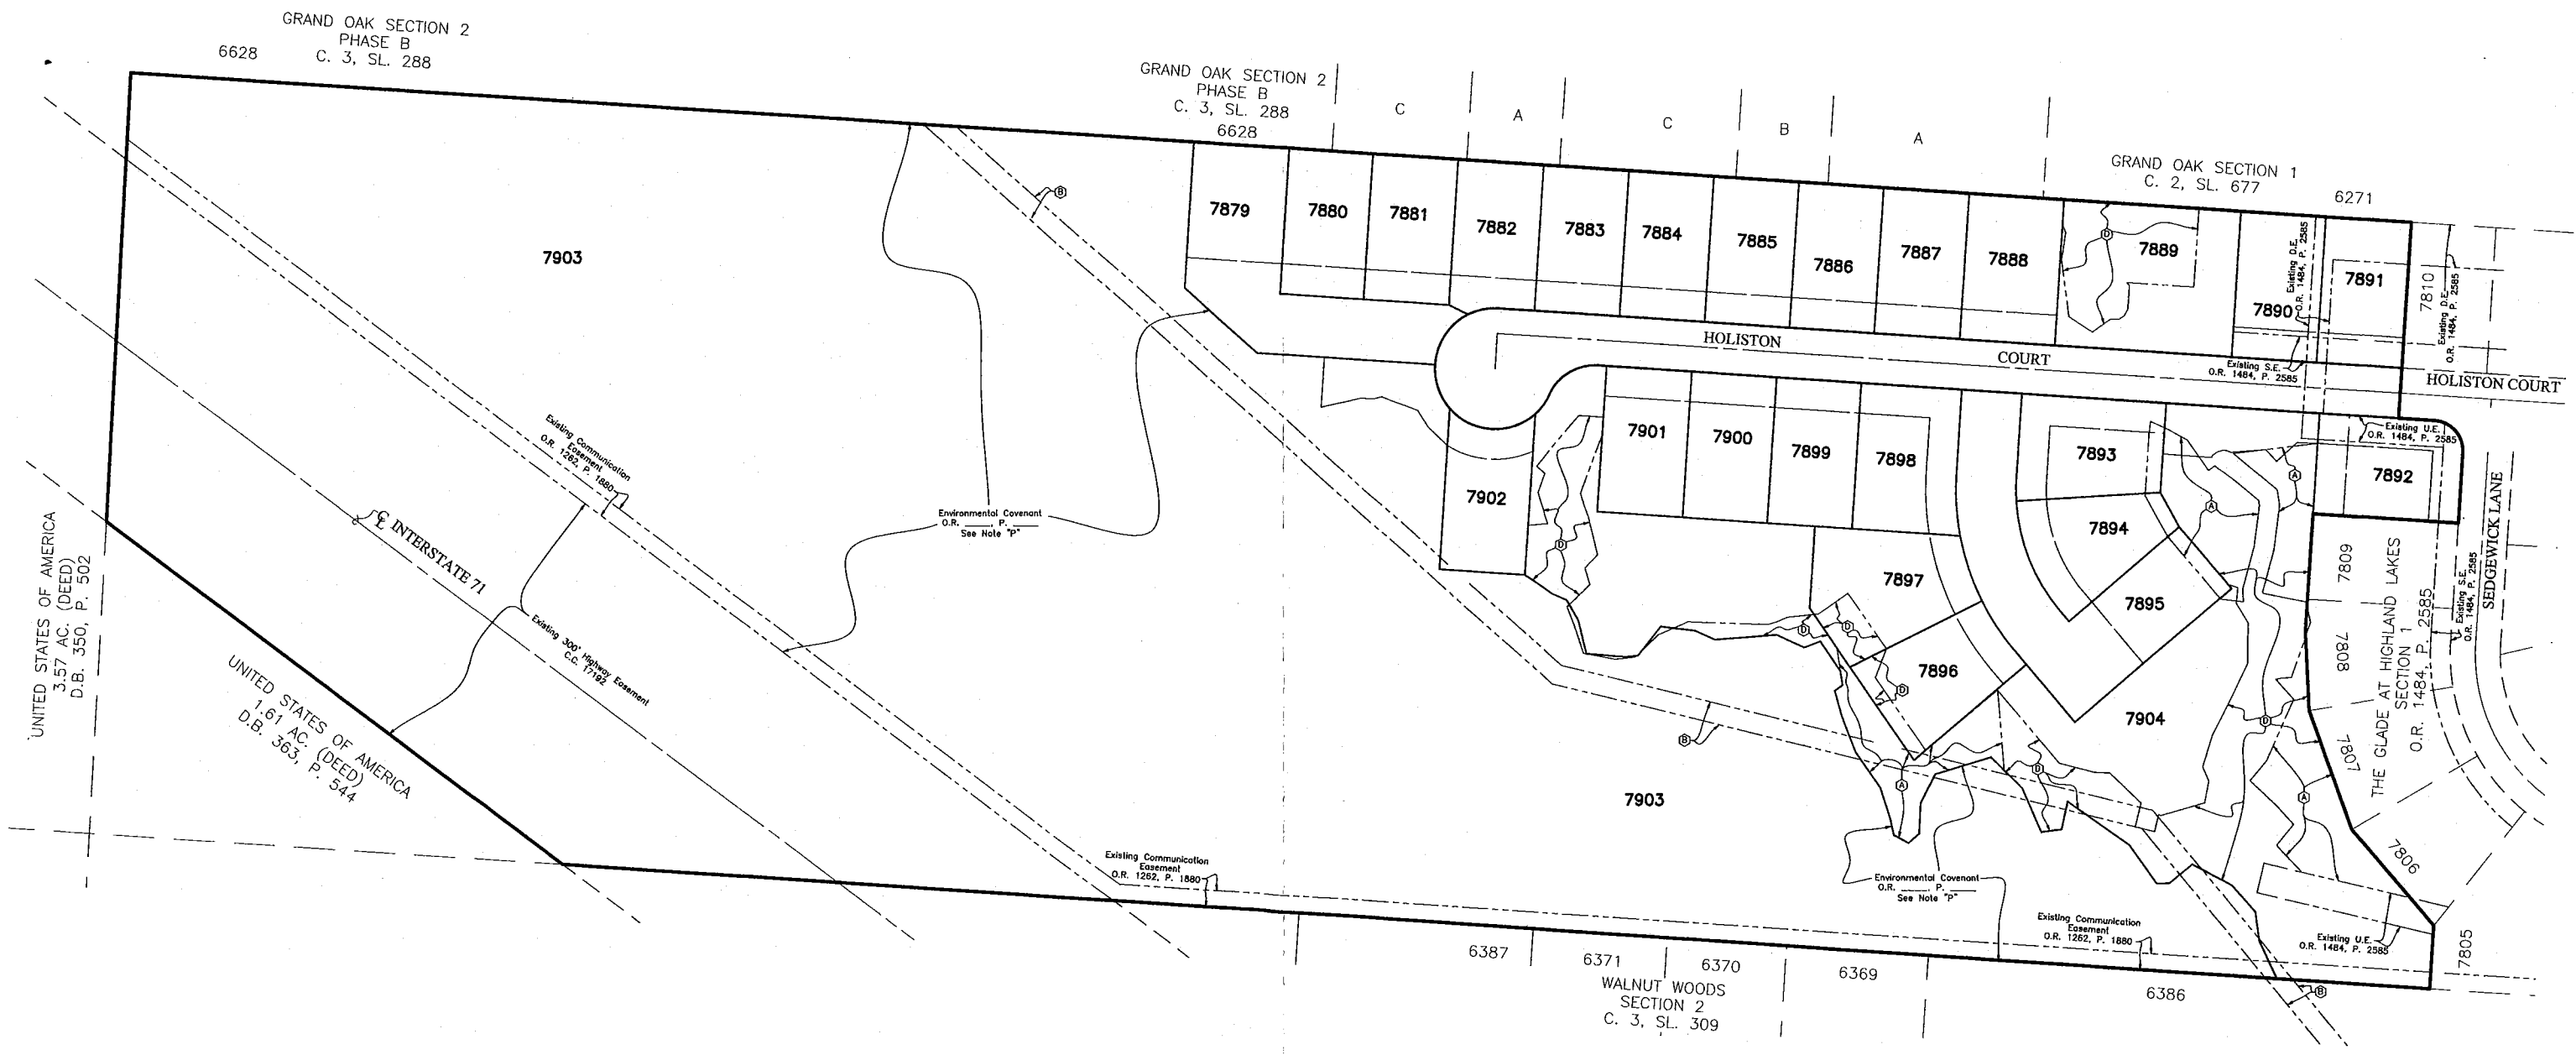 GRAND OAK SECTION 2
PHASE B
C. 3, SL. 288
6628
GRAND OAK SECTION 2
PHASE B
C. 3, SL. 288
6628
C
A
C
B
A
GRAND OAK SECTION 1
C. 2, SL. 677
6271
7903
B
7879
7880
7881
7882
7883
7884
7885
7886
7887
7888
D
7889
7890
Existing D.E.
O.R. 1484, P. 2585
7891
7810
Existing D.E.
O.R. 1484, P. 2585
HOLISTON
COURT
Existing S.E.
O.R. 1484, P. 2585
HOLISTON COURT
Existing U.E.
O.R. 1484, P. 2585
7901
7900
7899
7898
7893
A
7892
7902
A
7894
D
7897
7895
D
D
7896
D
7904
D
A
7809
7808
7807
7806
7805
THE GLADE AT HIGHLAND LAKES
SECTION 1
O.R. 1484, P. 2585
Existing S.E.
O.R. 1484, P. 2585
SEDGEWICK LANE
Existing Communication
Easement
O.R. 1262, P. 1880
℄ INTERSTATE 71
Existing 300' Highway Easement
C.C. 17192
Environmental Covenant
O.R. ____, P. ____
See Note "P"
UNITED STATES OF AMERICA
3.57 AC. (DEED)
D.B. 350, P. 502
UNITED STATES OF AMERICA
1.61 AC. (DEED)
D.B. 363, P. 544
B
D
A
7903
Existing Communication
Easement
O.R. 1262, P. 1880
Environmental Covenant
O.R. ____, P. ____
See Note "P"
Existing Communication
Easement
O.R. 1262, P. 1880
Existing U.E.
O.R. 1484, P. 2585
6387
6371
6370
6369
6386
B
WALNUT WOODS
SECTION 2
C. 3, SL. 309